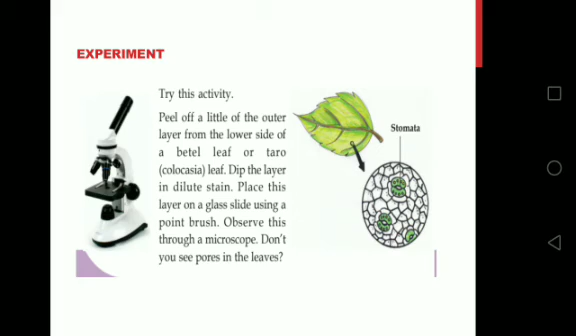 EXPERIMENT
Try this activity.
Peel off a little of the outer
layer from the lower side of
a betel leaf or taro
(colocasia) leaf. Dip the layer
in dilute stain. Place this
layer on a glass slide using a
point brush. Observe this
through a microscope. Don't
you see pores in the leaves?
Stomata